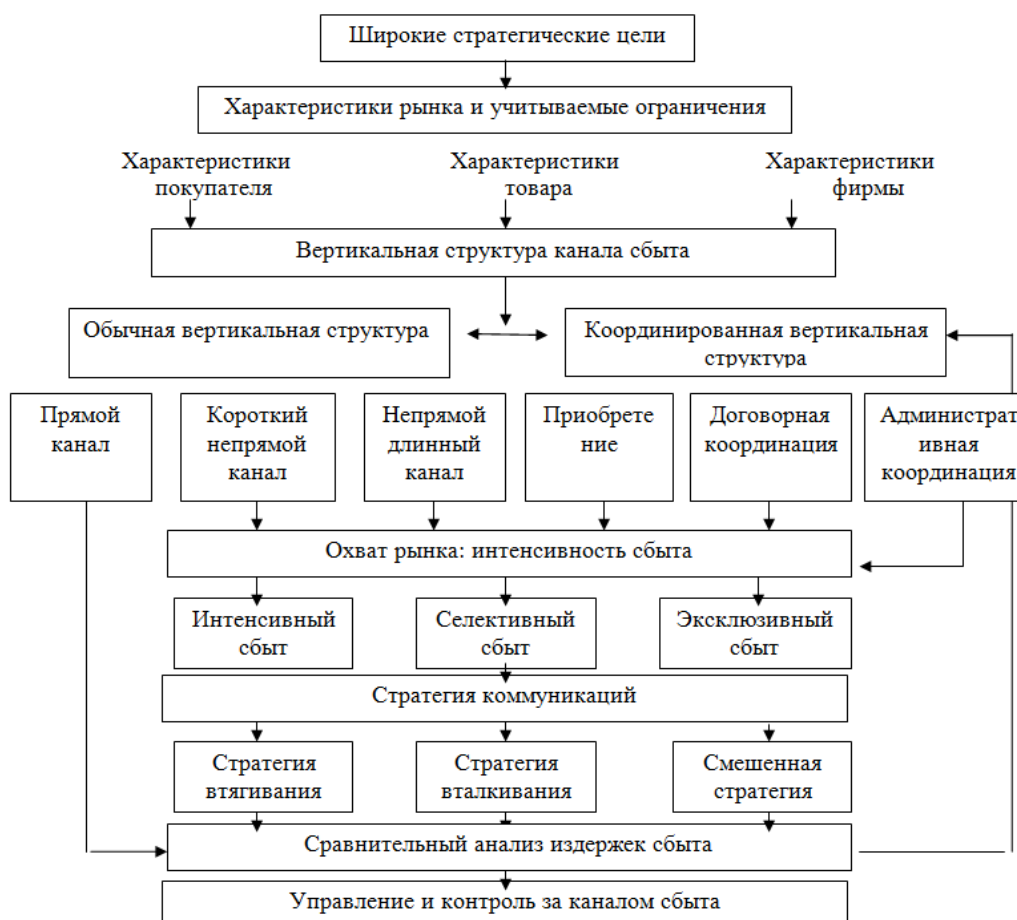 Широкие стратегические цели
Характеристики рынка и учитываемые ограничения
Характеристики
покупателя
Характеристики
товара
Характеристики
фирмы
Вертикальная структура канала сбыта
Обычная вертикальная структура
Координированная вертикальная
структура
Прямой
канал
Короткий
непрямой
канал
Непрямой
длинный
канал
Приобрете
ние
Договорная
координация
Администрат
ивная
координация
Охват рынка: интенсивность сбыта
Интенсивный
сбыт
Селективный
сбыт
Эксклюзивный
сбыт
Стратегия коммуникаций
Стратегия
втягивания
Стратегия
вталкивания
Смешенная
стратегия
Сравнительный анализ издержек сбыта
Управление и контроль за каналом сбыта